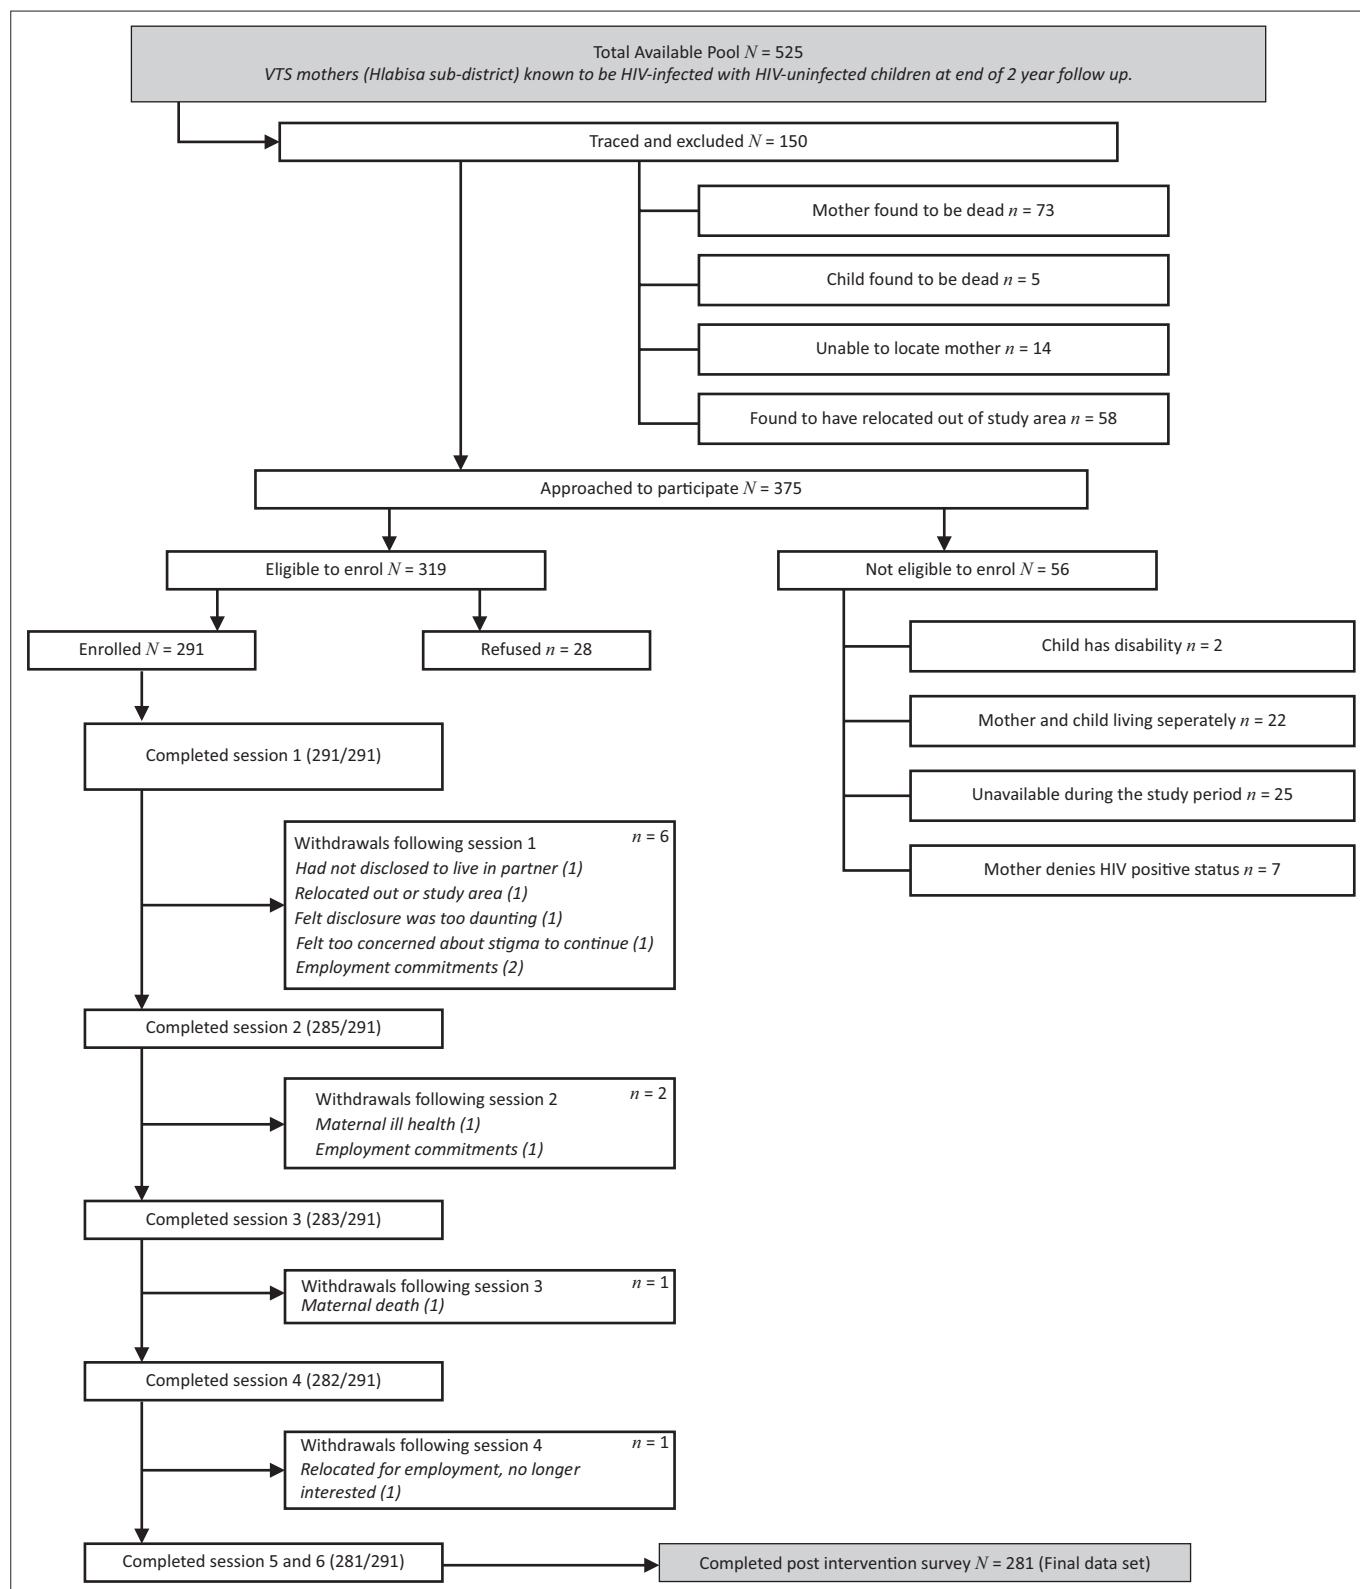 Total Available Pool N = 525
VTS mothers (Hlabisa sub-district) known to be HIV-infected with HIV-uninfected children at end of 2 year follow up.
Traced and excluded N = 150
Mother found to be dead n = 73
Child found to be dead n = 5
Unable to locate mother n = 14
Found to have relocated out of study area n = 58
Approached to participate N = 375
Eligible to enrol N = 319
Not eligible to enrol N = 56
Enrolled N = 291
Refused n = 28
Child has disability n = 2
Mother and child living seperately n = 22
Unavailable during the study period n = 25
Mother denies HIV positive status n = 7
Completed session 1 (291/291)
Withdrawals following session 1 n = 6
Had not disclosed to live in partner (1)
Relocated out or study area (1)
Felt disclosure was too daunting (1)
Felt too concerned about stigma to continue (1)
Employment commitments (2)
Completed session 2 (285/291)
Withdrawals following session 2 n = 2
Maternal ill health (1)
Employment commitments (1)
Completed session 3 (283/291)
Withdrawals following session 3 n = 1
Maternal death (1)
Completed session 4 (282/291)
Withdrawals following session 4 n = 1
Relocated for employment, no longer
interested (1)
Completed session 5 and 6 (281/291)
Completed post intervention survey N = 281 (Final data set)